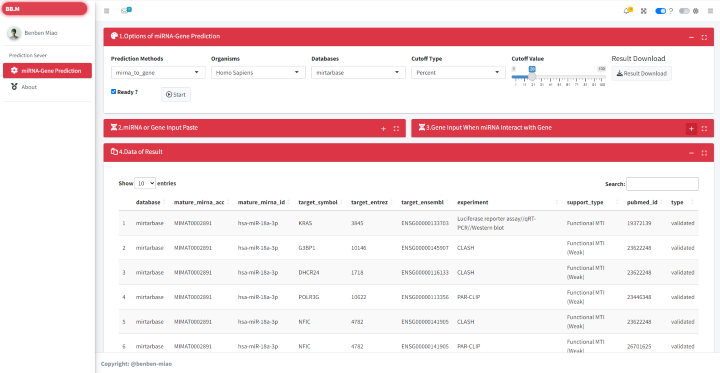 BB.M
Benben Miao
Prediction Sever
miRNA-Gene Prediction
About
1.Options of miRNA-Gene Prediction
Prediction Methods Organisms Databases Cutoff Type Cutoff Value Result Download
mirna_to_gene Homo Sapiens mirtarbase Percent Result Download
Ready ? Start
2.miRNA or Gene Input Paste 3.Gene Input When miRNA Interact with Gene
4.Data of Result
Show 10 entries Search:
database mature_mirna_acc mature_mirna_id target_symbol target_entrez target_ensembl experiment support_type pubmed_id type
1 mirtarbase MIMAT0002891 hsa-miR-18a-3p KRAS 3845 ENSG00000133703 Luciferase reporter assay//qRT-PCR//Western blot Functional MTI 19372139 validated
2 mirtarbase MIMAT0002891 hsa-miR-18a-3p G3BP1 10146 ENSG00000145907 CLASH Functional MTI (Weak) 23622248 validated
3 mirtarbase MIMAT0002891 hsa-miR-18a-3p DHCR24 1718 ENSG00000116133 CLASH Functional MTI (Weak) 23622248 validated
4 mirtarbase MIMAT0002891 hsa-miR-18a-3p POLR3G 10622 ENSG00000113356 PAR-CLIP Functional MTI (Weak) 23446348 validated
5 mirtarbase MIMAT0002891 hsa-miR-18a-3p NFIC 4782 ENSG00000141905 CLASH Functional MTI (Weak) 23622248 validated
6 mirtarbase MIMAT0002891 hsa-miR-18a-3p NFIC 4782 ENSG00000141905 PAR-CLIP Functional MTI 26701625 validated
Copyright: @benben-miao